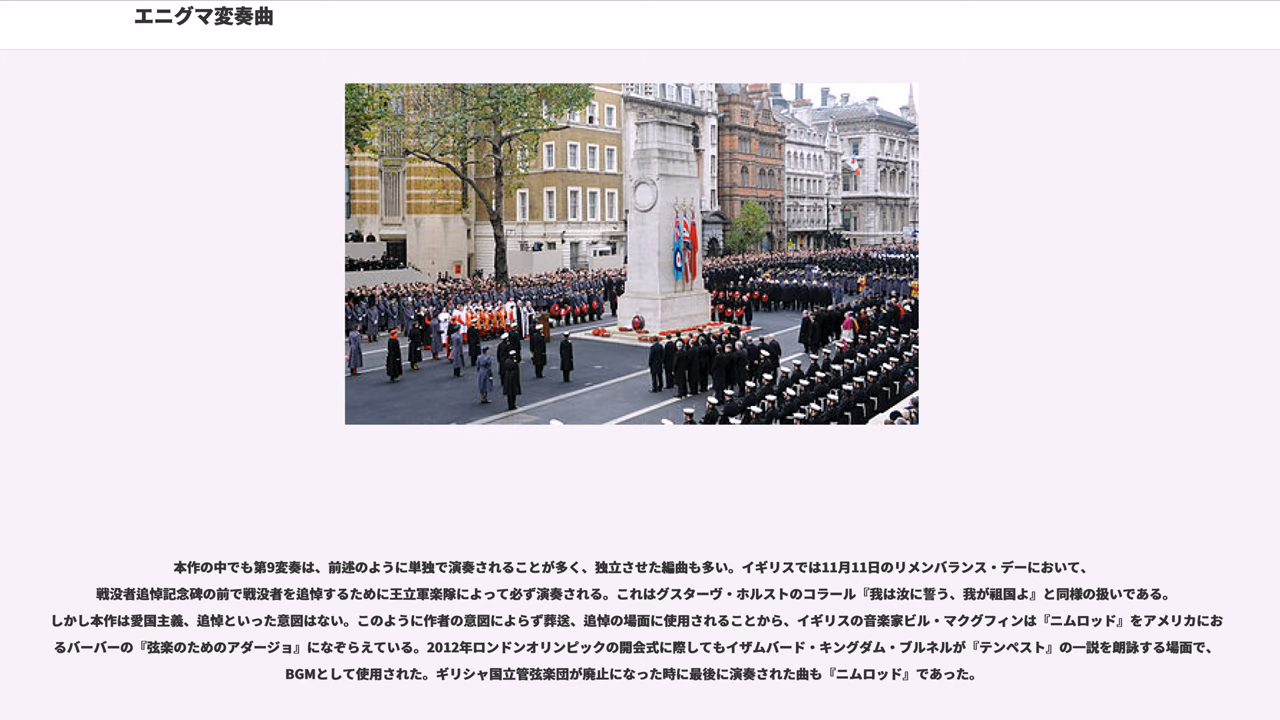 エニグマ変奏曲
本作の中でも第9変奏は、前述のように単独で演奏されることが多く、独立させた編曲も多い。イギリスでは11月11日のリメンバランス・デーにおいて、
戦没者追悼記念碑の前で戦没者を追悼するために王立軍楽隊によって必ず演奏される。これはグスターヴ・ホルストのコラール『我は汝に誓う、我が祖国よ』と同様の扱いである。
しかし本作は愛国主義、追悼といった意図はない。このように作者の意図によらず葬送、追悼の場面に使用されることから、イギリスの音楽家ビル・マクグフィンは『ニムロッド』をアメリカにお
るバーバーの『弦楽のためのアダージョ』になぞらえている。2012年ロンドンオリンピックの開会式に際してもイザムバード・キングダム・ブルネルが『テンペスト』の一説を朗詠する場面で、
BGMとして使用された。ギリシャ国立管弦楽団が廃止になった時に最後に演奏された曲も『ニムロッド』であった。